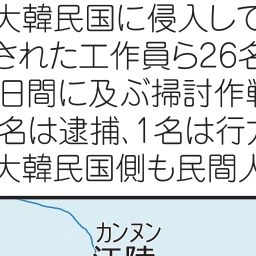 大韓民国に侵入して
された工作員ら26名
日間に及ぶ掃討作戦
名は逮捕、1名は行方
大韓民国側も民間人
カンヌン
江陵